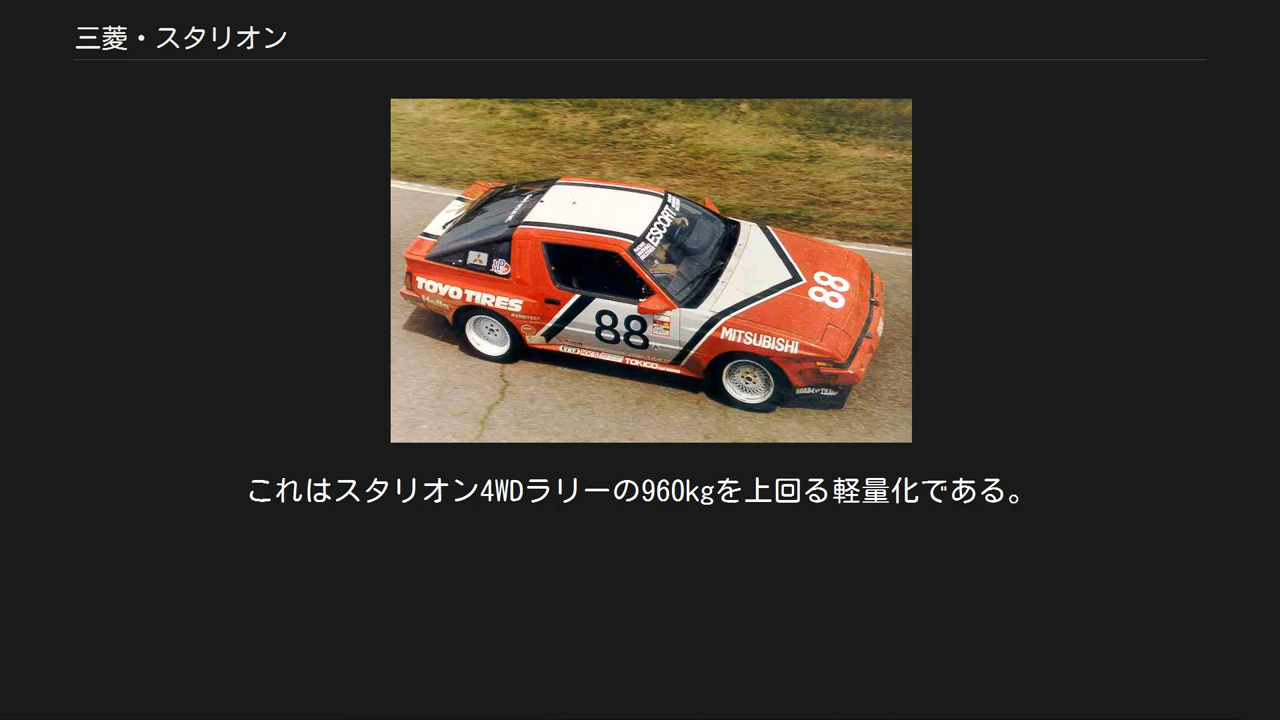 三菱・スタリオン
ESCORT
88
TOYO TIRES
Hella
88
MITSUBISHI
TOKICO
これはスタリオン4WDラリーの960kgを上回る軽量化である。